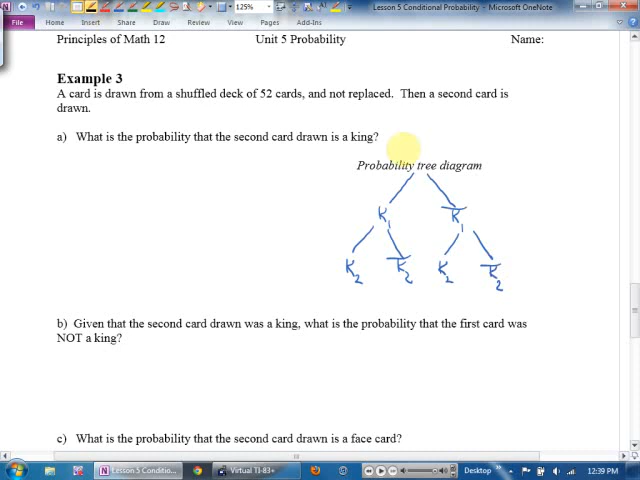 Lesson 5 Conditional Probability - Microsoft OneNote
125%
File Home Insert Share Draw Review View Add-Ins
Principles of Math 12 Unit 5 Probability Name:
Example 3
A card is drawn from a shuffled deck of 52 cards, and not replaced. Then a second card is
drawn.
a) What is the probability that the second card drawn is a king?
Probability tree diagram
K₁ K̅₁
K₂ K̅₂ K₂ K̅₂
b) Given that the second card drawn was a king, what is the probability that the first card was
NOT a king?
c) What is the probability that the second card drawn is a face card?
Lesson 5 Conditio... Virtual TI-83+ Desktop » 12:39 PM